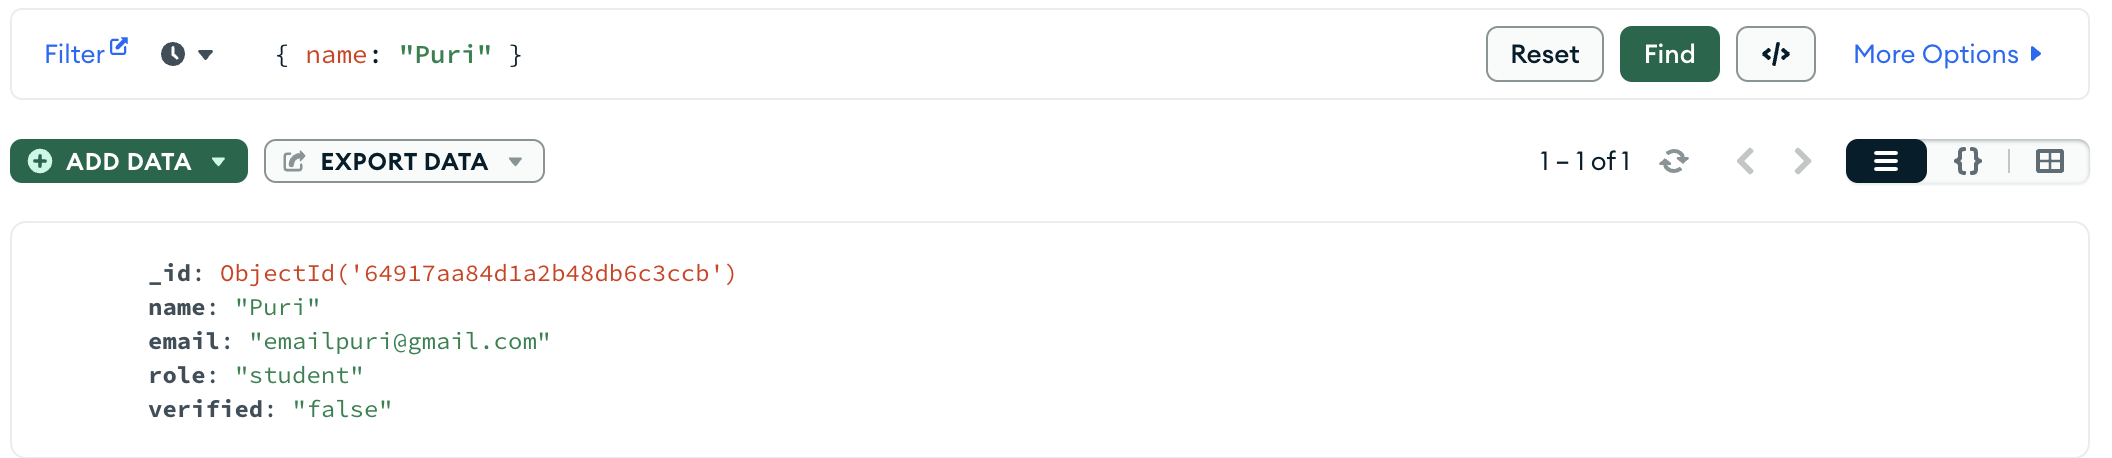 Filter { name: "Puri" } Reset Find </> More Options
ADD DATA EXPORT DATA 1 – 1 of 1 {}
_id: ObjectId('64917aa84d1a2b48db6c3ccb')
name: "Puri"
email: "emailpuri@gmail.com"
role: "student"
verified: "false"